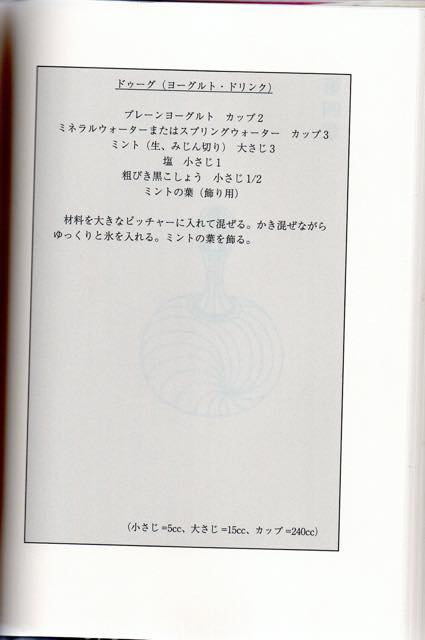 ドゥーグ（ヨーグルト・ドリンク）
プレーンヨーグルト　カップ2
ミネラルウォーターまたはスプリングウォーター　カップ3
ミント（生、みじん切り）　大さじ3
塩　小さじ1
粗びき黒こしょう　小さじ1/2
ミントの葉（飾り用）
材料を大きなピッチャーに入れて混ぜる。かき混ぜながら
ゆっくりと氷を入れる。ミントの葉を飾る。
（小さじ=5cc、大さじ=15cc、カップ=240cc）